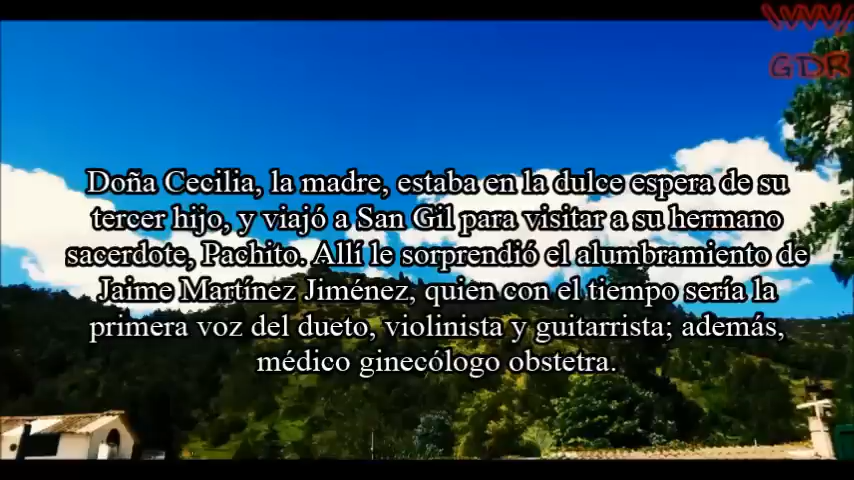 \VVV/
GDR
Doña Cecilia, la madre, estaba en la dulce espera de su
tercer hijo, y viajó a San Gil para visitar a su hermano
sacerdote, Pachito. Allí le sorprendió el alumbramiento de
Jaime Martínez Jiménez, quien con el tiempo sería la
primera voz del dueto, violinista y guitarrista; además,
médico ginecólogo obstetra.